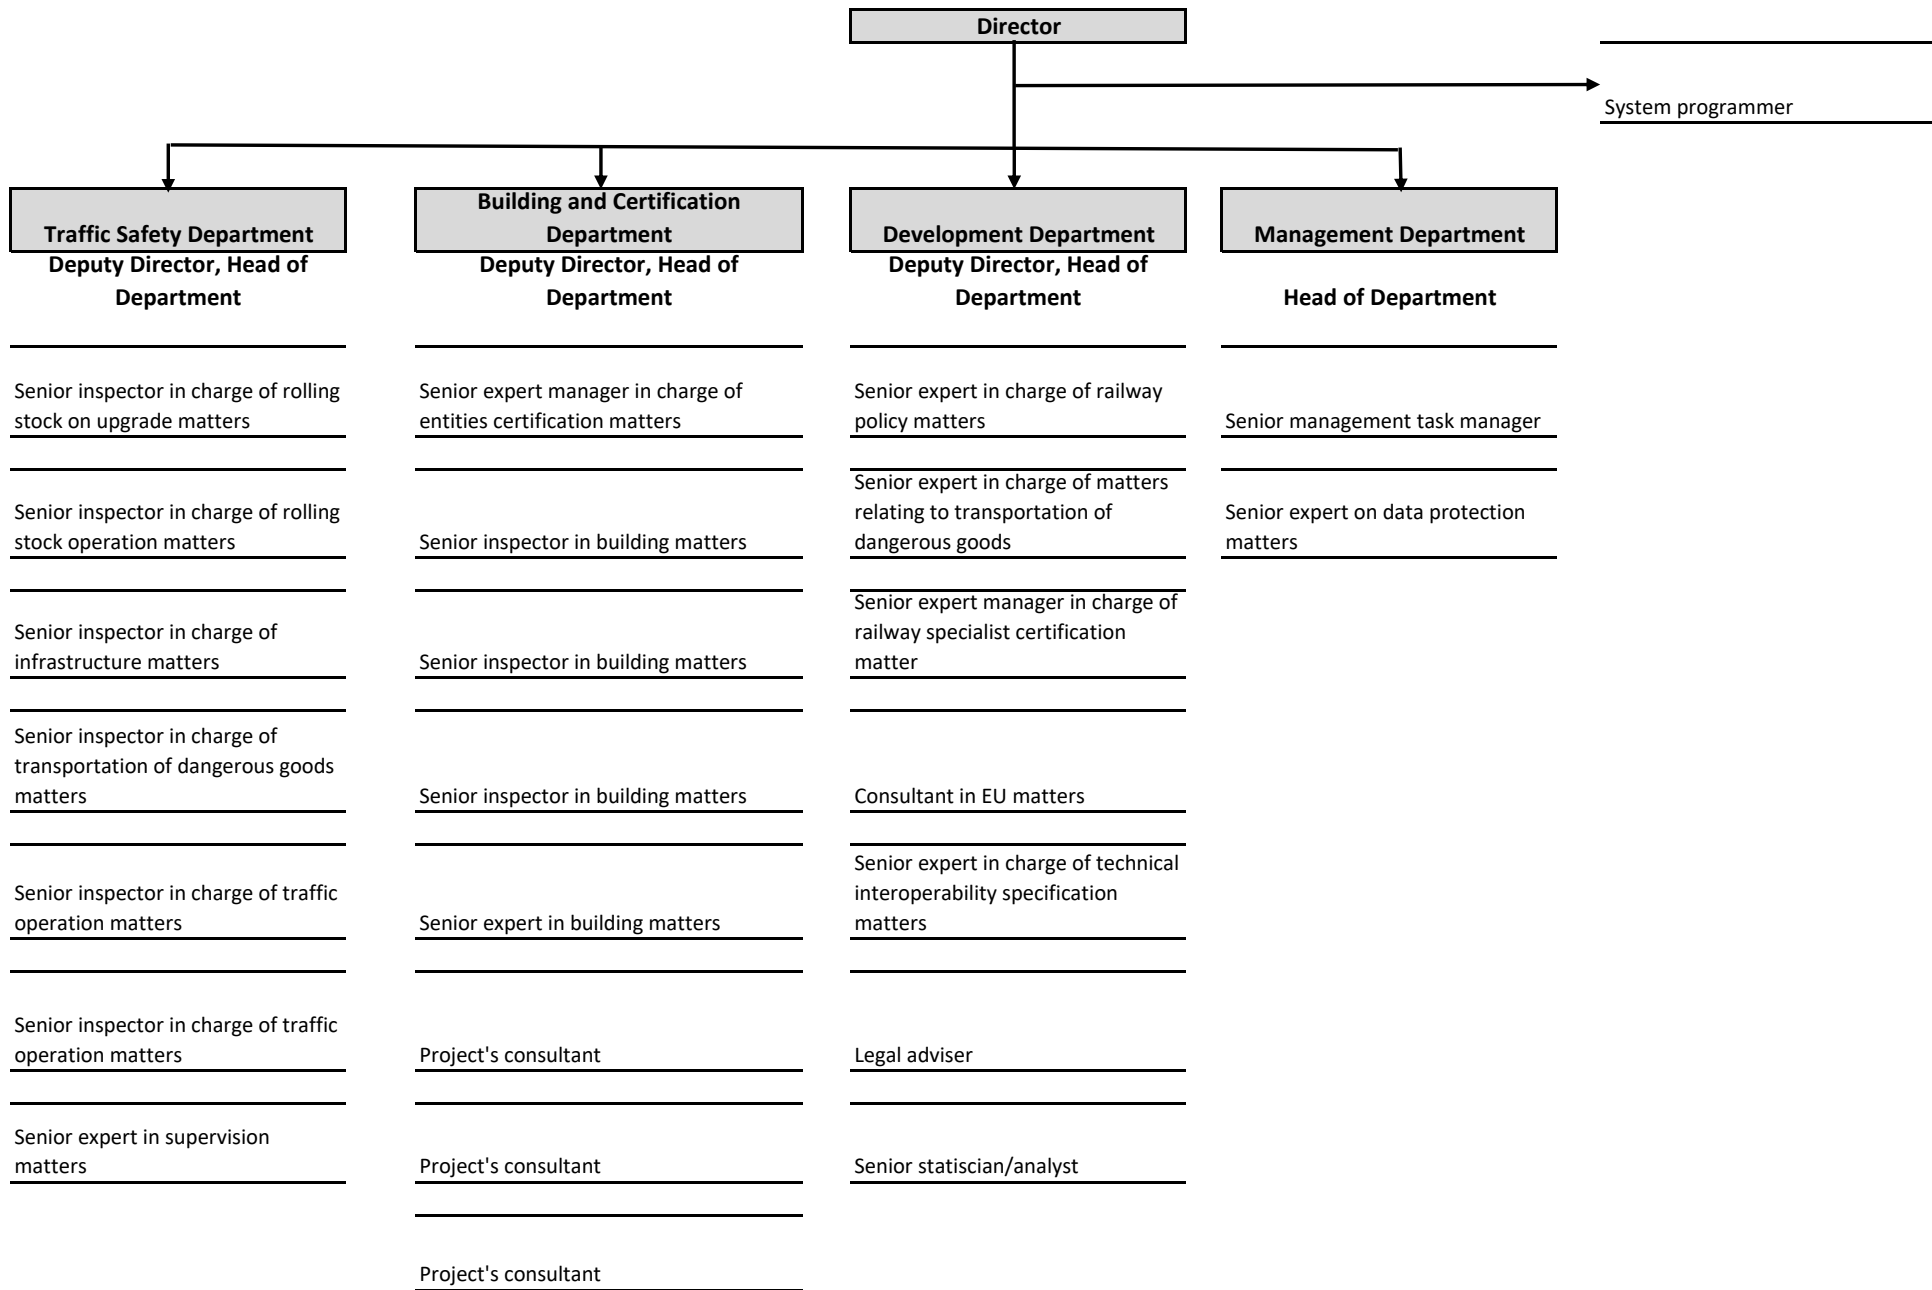 Director
System programmer
Traffic Safety Department
Deputy Director, Head of
Department
Senior inspector in charge of rolling
stock on upgrade matters
Senior inspector in charge of rolling
stock operation matters
Senior inspector in charge of
infrastructure matters
Senior inspector in charge of
transportation of dangerous goods
matters
Senior inspector in charge of traffic
operation matters
Senior inspector in charge of traffic
operation matters
Senior expert in supervision
matters
Building and Certification
Department
Deputy Director, Head of
Department
Senior expert manager in charge of
entities certification matters
Senior inspector in building matters
Senior inspector in building matters
Senior inspector in building matters
Senior expert in building matters
Project's consultant
Project's consultant
Project's consultant
Development Department
Deputy Director, Head of
Department
Senior expert in charge of railway
policy matters
Senior expert in charge of matters
relating to transportation of
dangerous goods
Senior expert manager in charge of
railway specialist certification
matter
Consultant in EU matters
Senior expert in charge of technical
interoperability specification
matters
Legal adviser
Senior statiscian/analyst
Management Department
Head of Department
Senior management task manager
Senior expert on data protection
matters